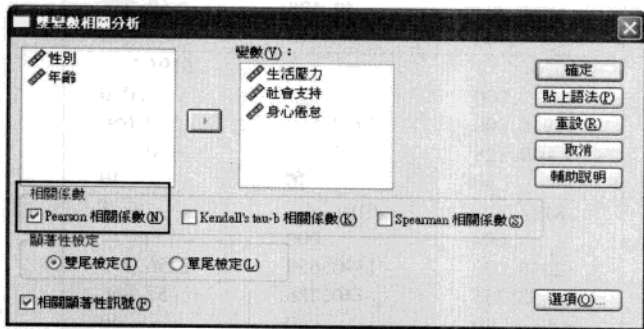 雙變數相關分析
性別
年齡
變數(V)：
生活壓力
社會支持
身心倦怠
確定
貼上語法(P)
重設(R)
取消
輔助說明
相關係數
Pearson 相關係數(N) Kendall's tau-b 相關係數(K) Spearman 相關係數(S)
顯著性檢定
雙尾檢定(T) 單尾檢定(L)
相關顯著性訊號(F)
選項(O)...